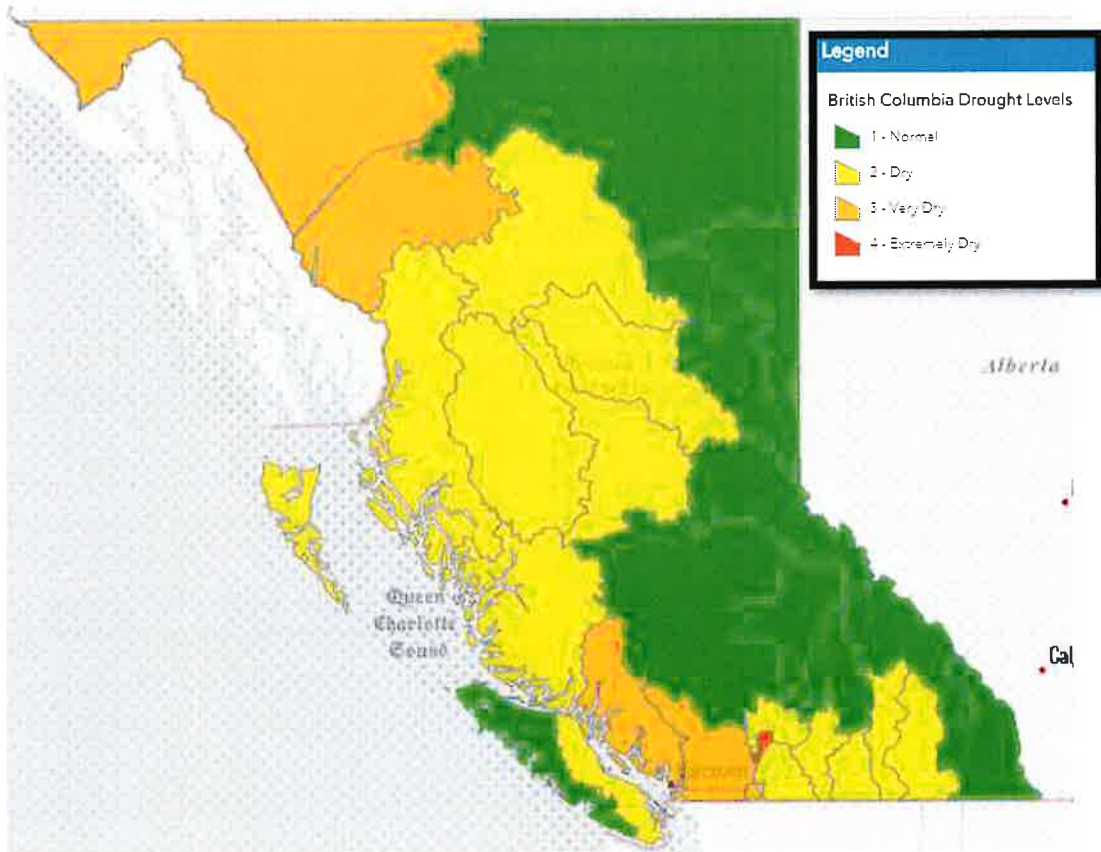 Legend
British Columbia Drought Levels
1 - Normal
2 - Dry
3 - Very Dry
4 - Extremely Dry
Alberta
Queen
Charlotte
Sound
Cal